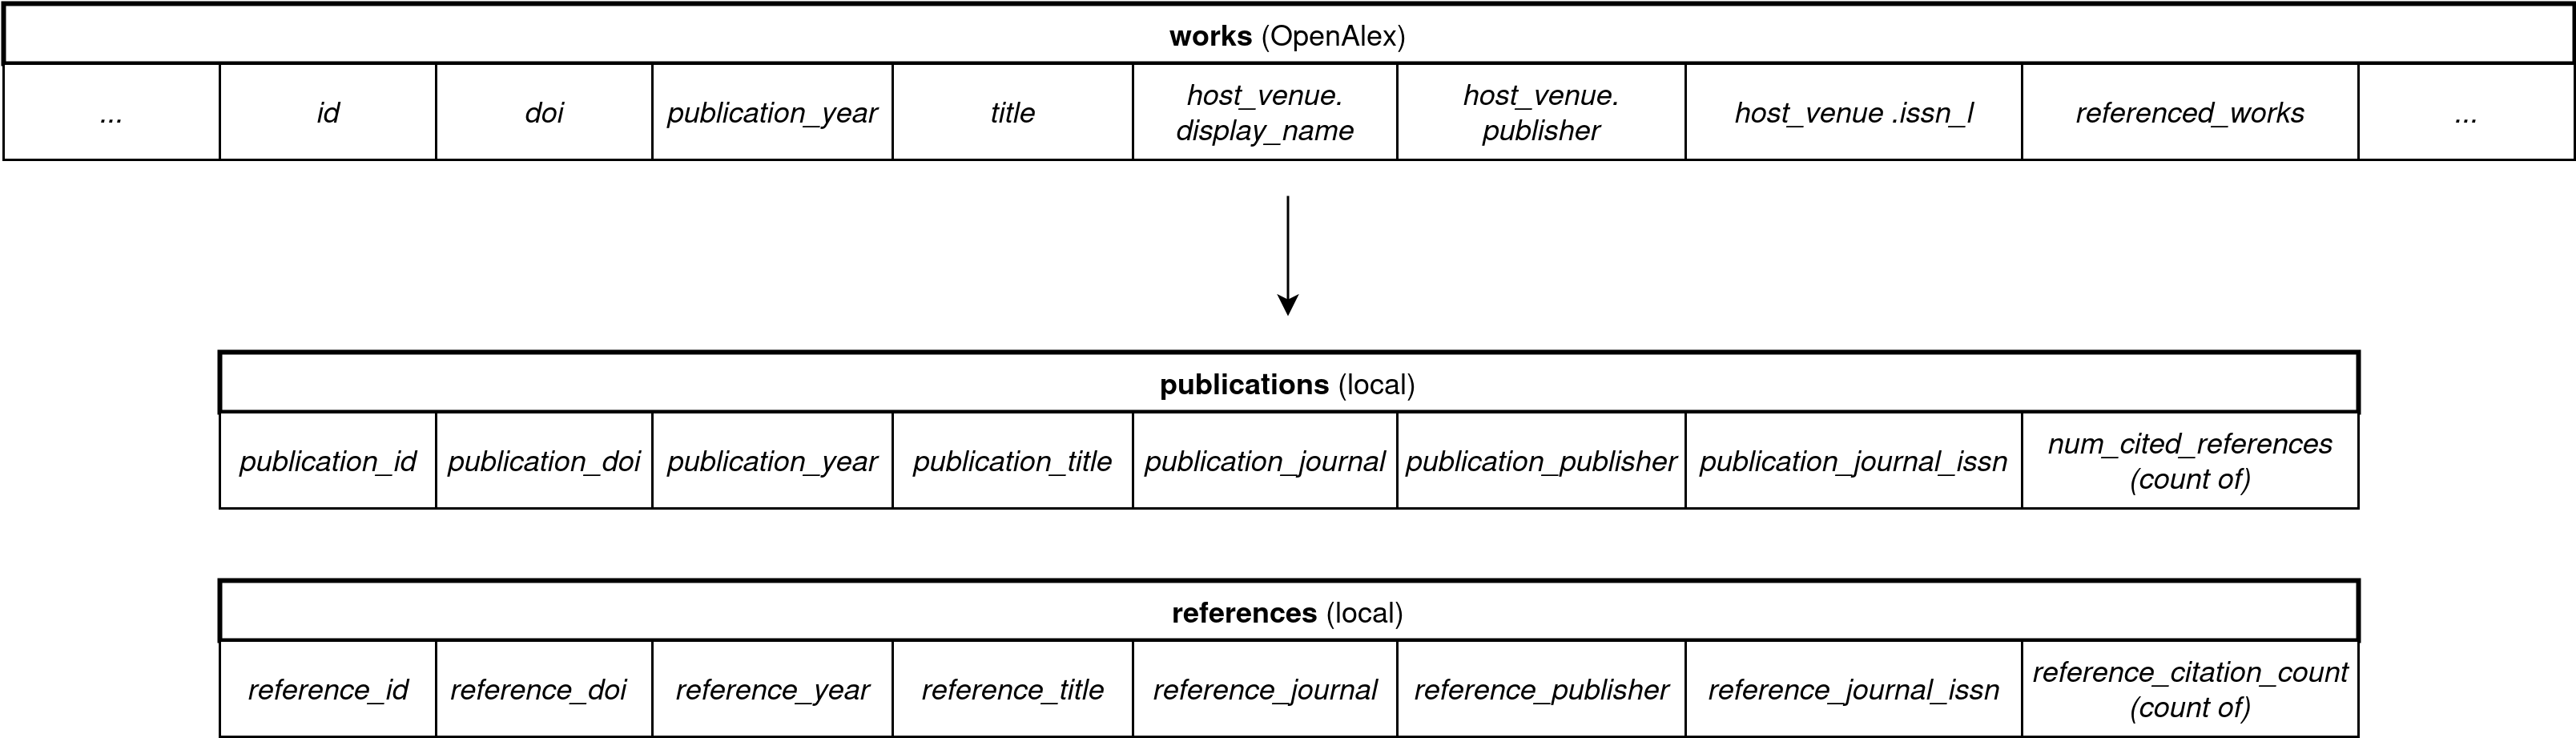 works (OpenAlex)
...
id
doi
publication_year
title
host_venue.
display_name
host_venue.
publisher
host_venue .issn_l
referenced_works
...
publications (local)
publication_id
publication_doi
publication_year
publication_title
publication_journal
publication_publisher
publication_journal_issn
num_cited_references
(count of)
references (local)
reference_id
reference_doi
reference_year
reference_title
reference_journal
reference_publisher
reference_journal_issn
reference_citation_count
(count of)